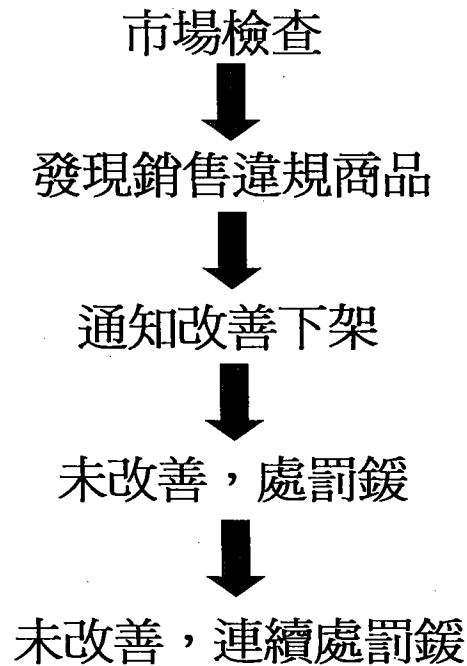 市場檢查
發現銷售違規商品
通知改善下架
未改善，處罰鍰
未改善，連續處罰鍰